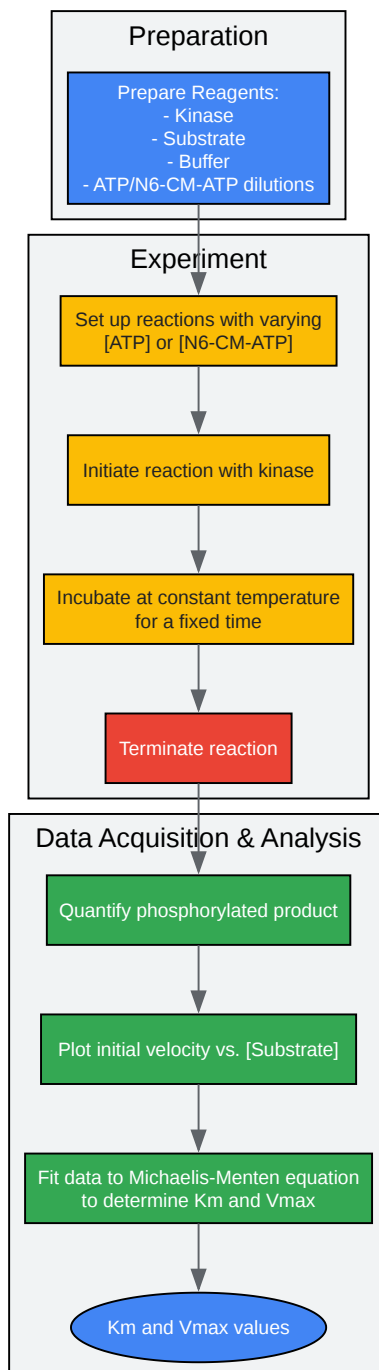 Preparation
Prepare Reagents:
- Kinase
- Substrate
- Buffer
- ATP/N6-CM-ATP dilutions
Experiment
Set up reactions with varying
[ATP] or [N6-CM-ATP]
Initiate reaction with kinase
Incubate at constant temperature
for a fixed time
Terminate reaction
Data Acquisition & Analysis
Quantify phosphorylated product
Plot initial velocity vs. [Substrate]
Fit data to Michaelis-Menten equation
to determine Km and Vmax
Km and Vmax values